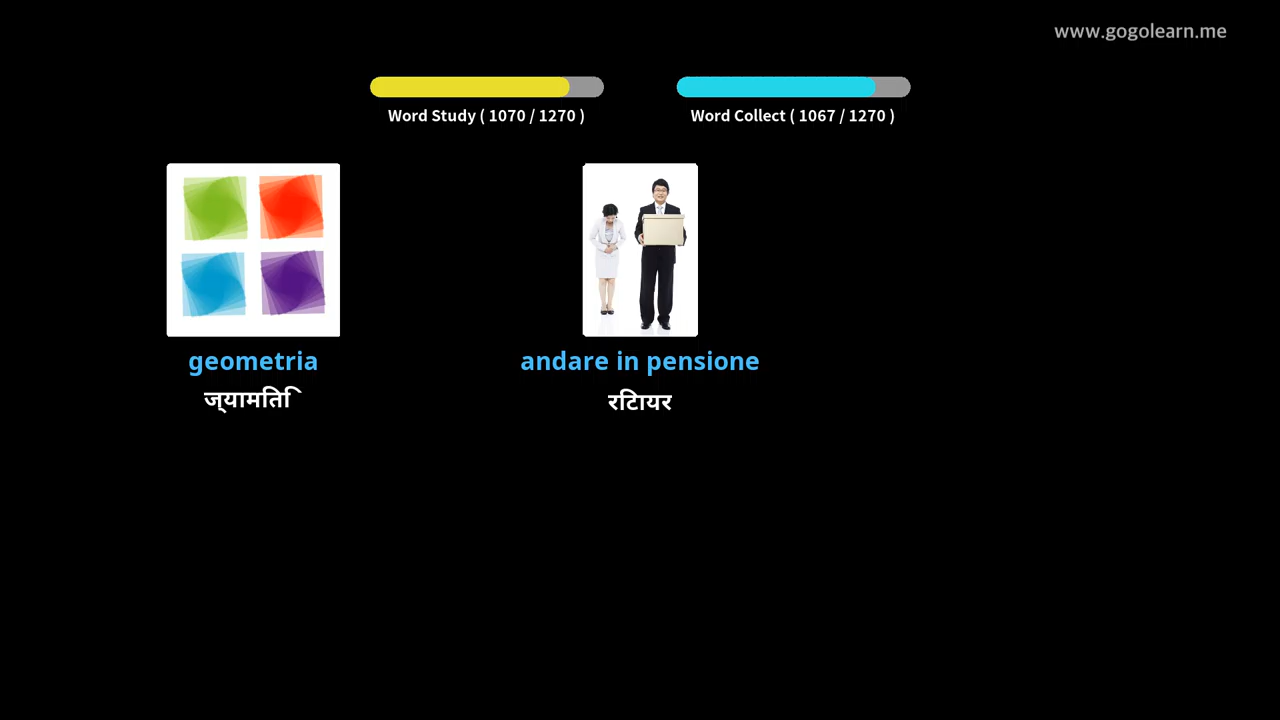 www.gogolearn.me
Word Study ( 1070 / 1270 )
Word Collect ( 1067 / 1270 )
geometria
andare in pensione
ज्यामिति
रिटायर